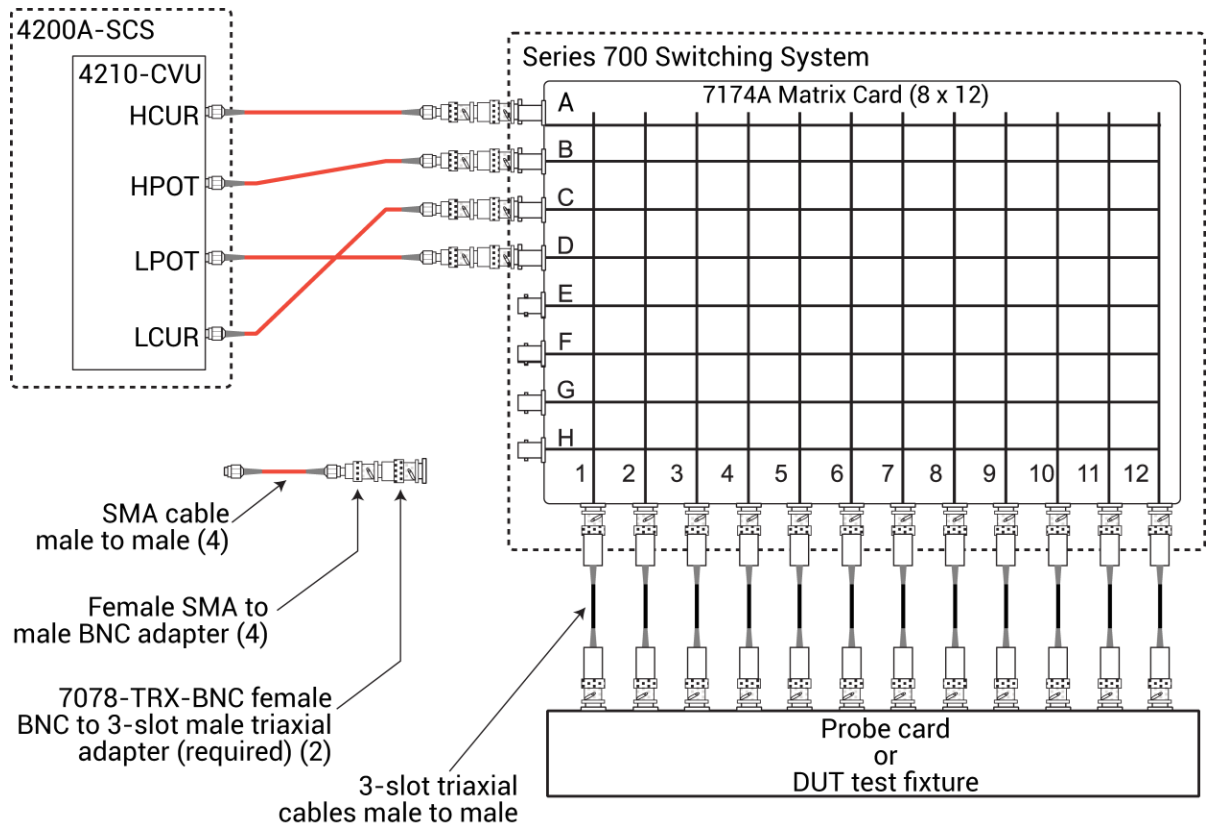 4200A-SCS
4210-CVU
HCUR
HPOT
LPOT
LCUR
Series 700 Switching System
7174A Matrix Card (8 x 12)
A
B
C
D
E
F
G
H
1 2 3 4 5 6 7 8 9 10 11 12
SMA cable
male to male (4)
Female SMA to
male BNC adapter (4)
7078-TRX-BNC female
BNC to 3-slot male triaxial
adapter (required) (2)
3-slot triaxial
cables male to male
Probe card
or
DUT test fixture